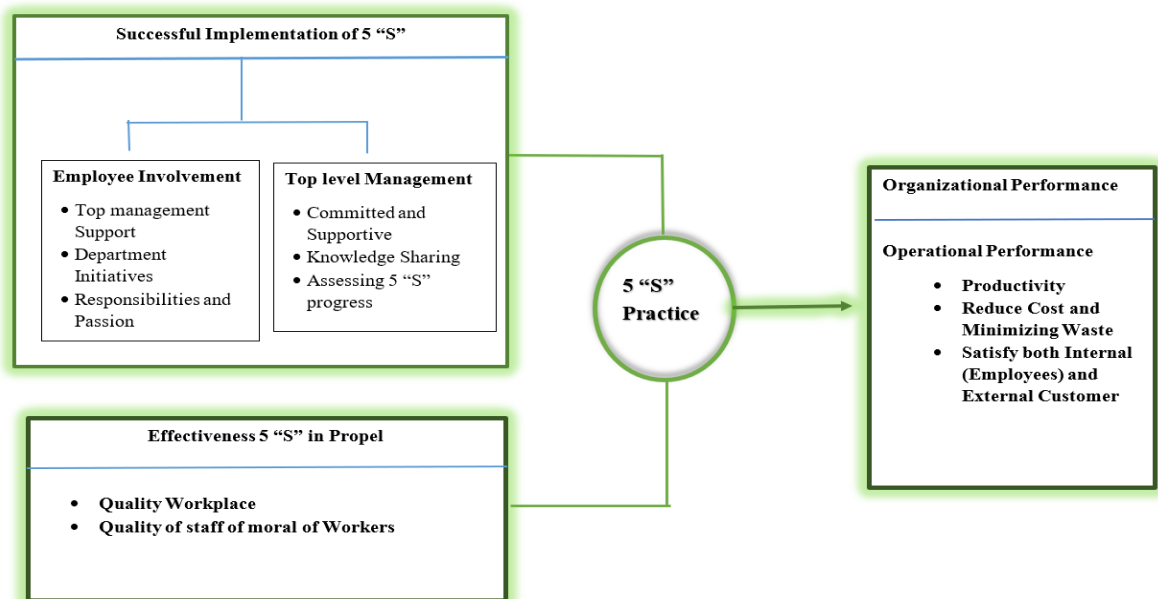 Successful Implementation of 5 “S”
Employee Involvement
• Top management
Support
• Department
Initiatives
• Responsibilities and
Passion
Top level Management
• Committed and
Supportive
• Knowledge Sharing
• Assessing 5 “S”
progress
Effectiveness 5 “S” in Propel
• Quality Workplace
• Quality of staff of moral of Workers
5 “S”
Practice
Organizational Performance
Operational Performance
• Productivity
• Reduce Cost and
Minimizing Waste
• Satisfy both Internal
(Employees) and
External Customer